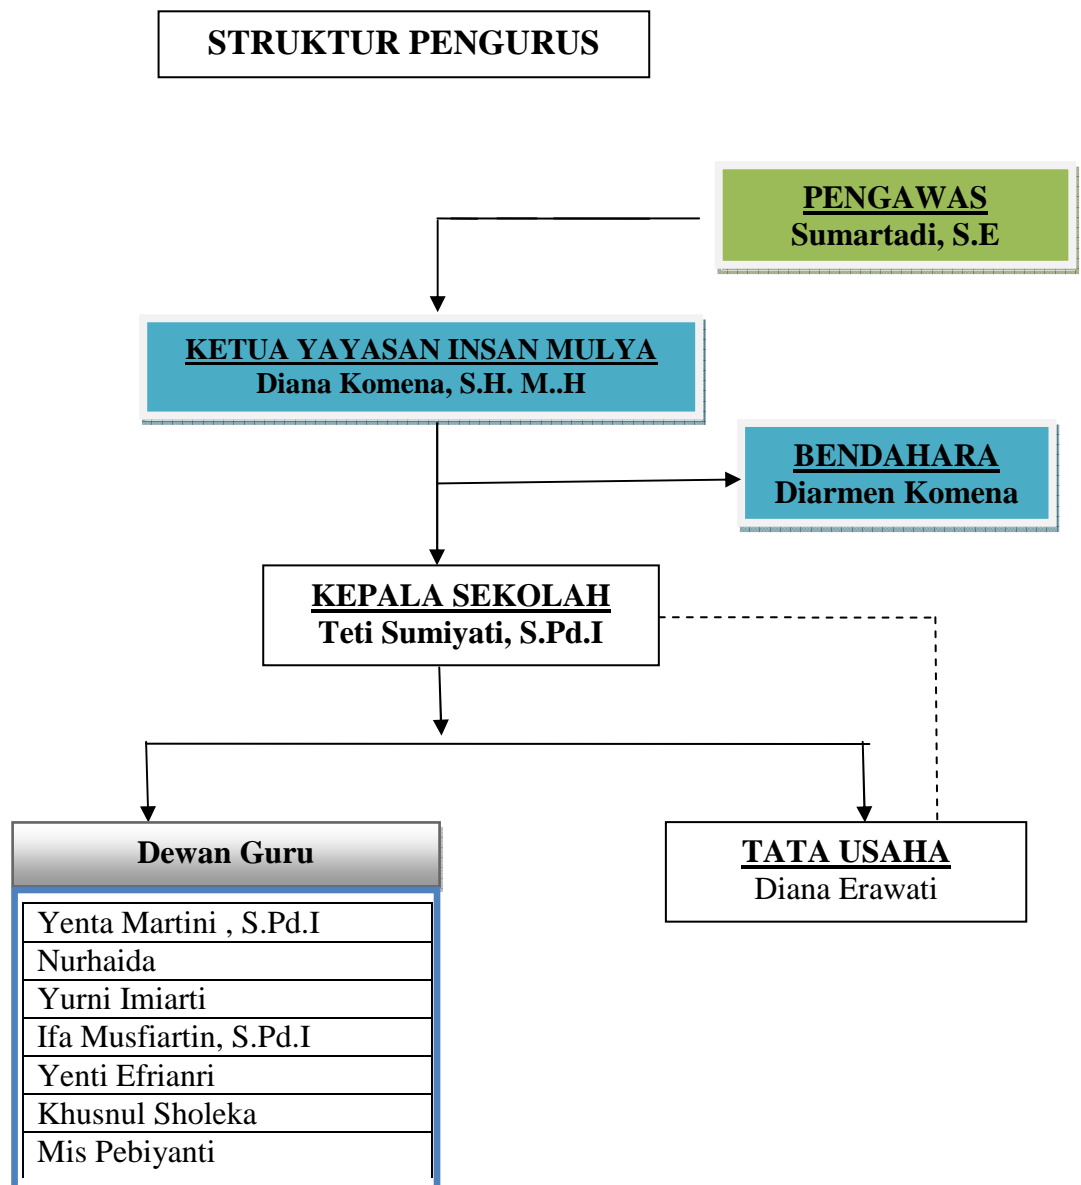 STRUKTUR PENGURUS
PENGAWAS
Sumartadi, S.E
KETUA YAYASAN INSAN MULYA
Diana Komena, S.H. M..H
BENDAHARA
Diarmen Komena
KEPALA SEKOLAH
Teti Sumiyati, S.Pd.I
Dewan Guru
Yenta Martini , S.Pd.I
Nurhaida
Yurni Imiarti
Ifa Musfiartin, S.Pd.I
Yenti Efrianri
Khusnul Sholeka
Mis Pebiyanti
TATA USAHA
Diana Erawati